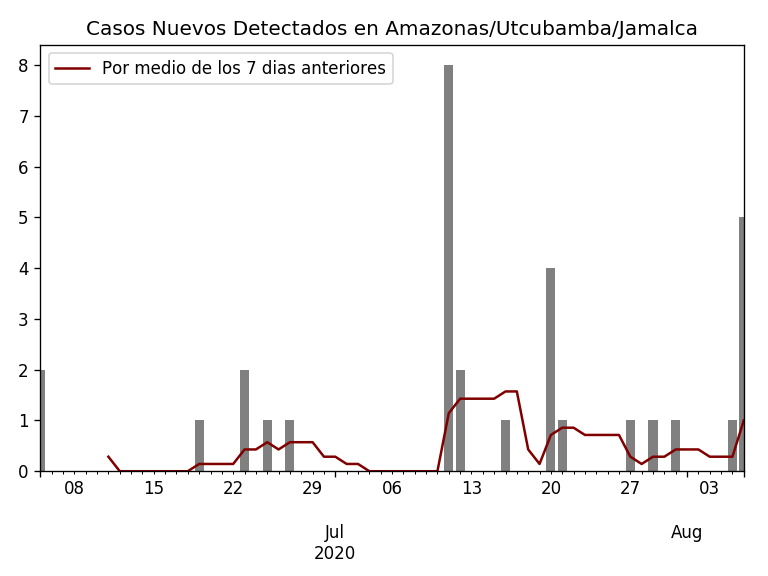 Casos Nuevos Detectados en Amazonas/Utcubamba/Jamalca
Por medio de los 7 dias anteriores
8
7
6
5
4
3
2
1
0
08 15 22 29 06 13 20 27 03
Jul Aug
2020